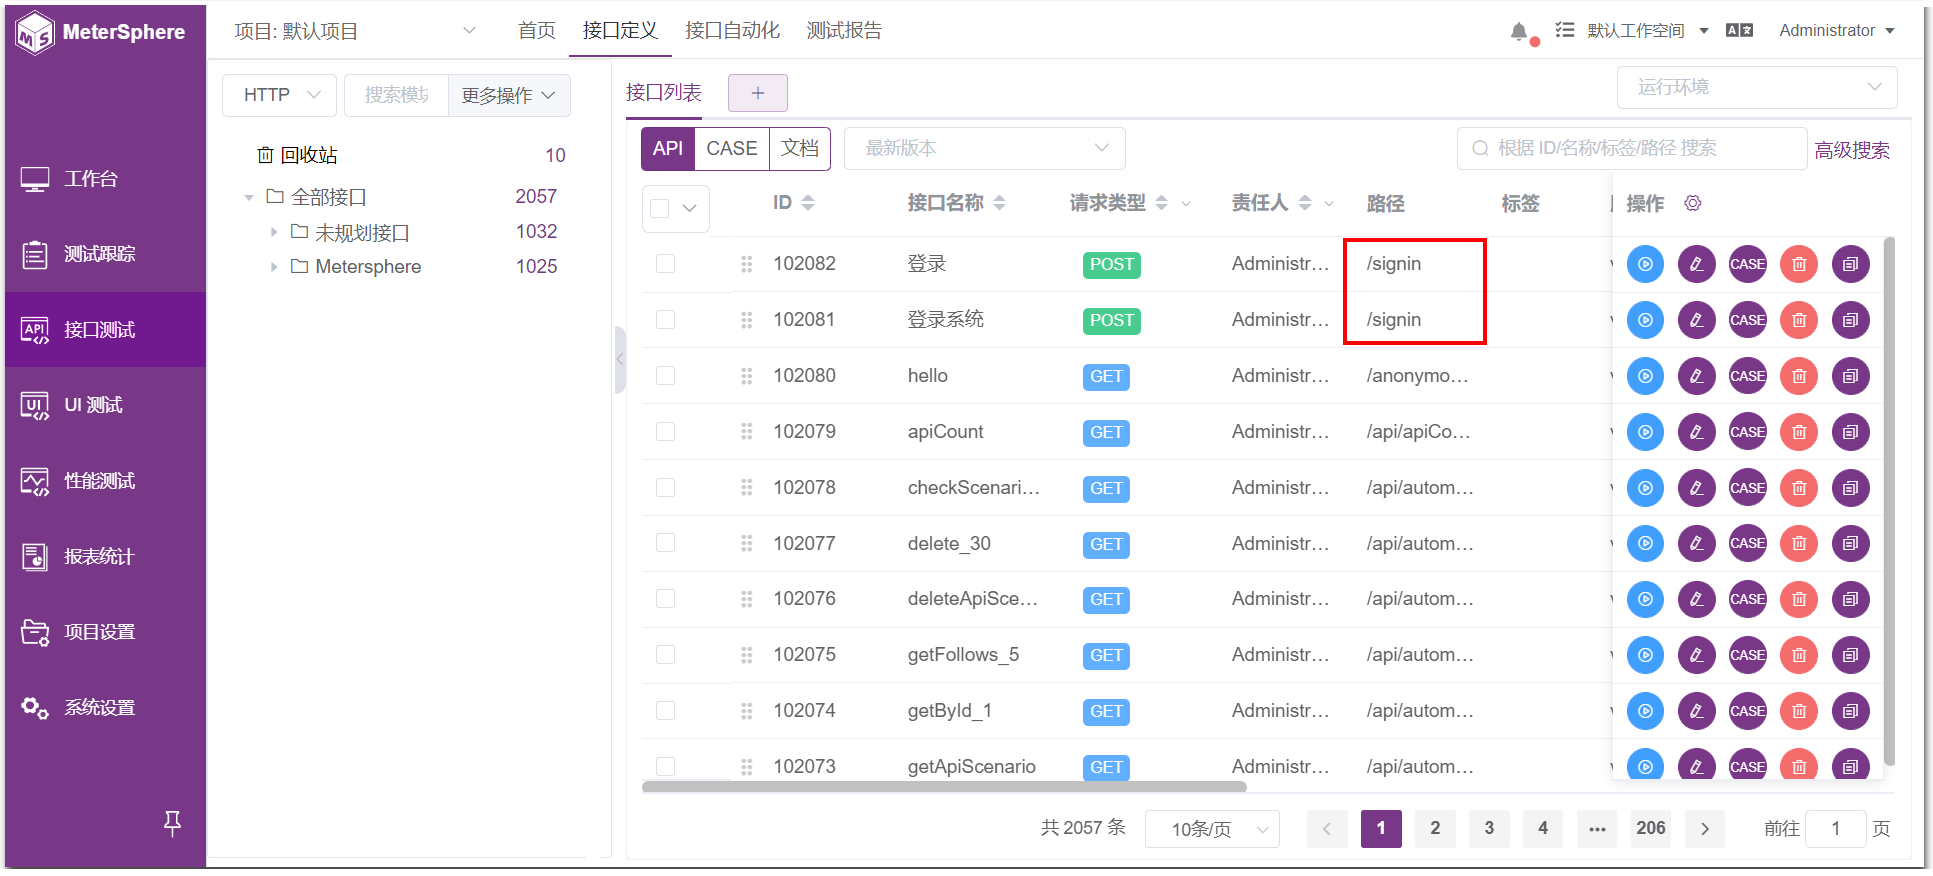 MeterSphere
项目: 默认项目
首页
接口定义
接口自动化
测试报告
默认工作空间
Administrator
工作台
测试跟踪
接口测试
UI 测试
性能测试
报表统计
项目设置
系统设置
HTTP
搜索模块
更多操作
回收站 10
全部接口 2057
未规划接口 1032
Metersphere 1025
接口列表
+
运行环境
API CASE 文档
最新版本
根据 ID/名称/标签/路径 搜索
高级搜索
ID 接口名称 请求类型 责任人 路径 标签 操作
102082 登录 POST Administr... /signin CASE
102081 登录系统 POST Administr... /signin CASE
102080 hello GET Administr... /anonymo... CASE
102079 apiCount GET Administr... /api/apiCo... CASE
102078 checkScenari... GET Administr... /api/autom... CASE
102077 delete_30 GET Administr... /api/autom... CASE
102076 deleteApiSce... GET Administr... /api/autom... CASE
102075 getFollows_5 GET Administr... /api/autom... CASE
102074 getById_1 GET Administr... /api/autom... CASE
102073 getApiScenario GET Administr... /api/autom... CASE
共 2057 条 10条/页 1 2 3 4 ... 206 前往 1 页